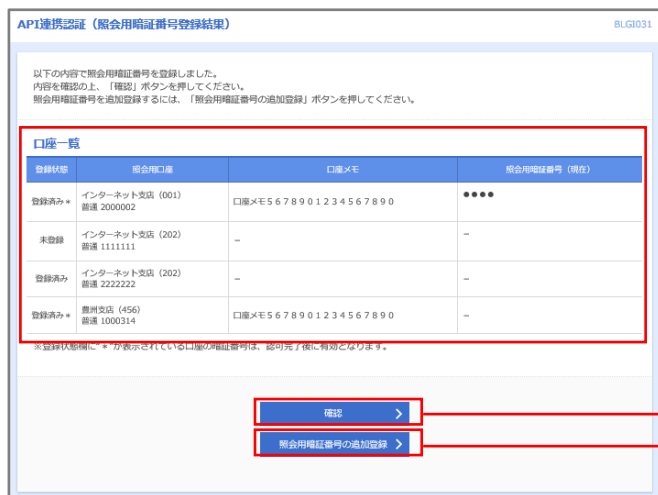 API連携認証（照会用暗証番号登録結果）
BLGI031
以下の内容で照会用暗証番号を登録しました。
内容を確認の上、「確認」ボタンを押してください。
照会用暗証番号を追加登録するには、「照会用暗証番号の追加登録」ボタンを押してください。
口座一覧
登録状態 照会用口座 口座メモ 照会用暗証番号（現在）
登録済み＊ インターネット支店（001） 口座メモ５６７８９０１２３４５６７８９０ ●●●●
普通 2000002
未登録 インターネット支店（202） － －
普通 1111111
登録済み インターネット支店（202） － －
普通 2222222
登録済み＊ 豊洲支店（456） 口座メモ５６７８９０１２３４５６７８９０ －
普通 1000314
※登録状態欄に"＊"が表示されている口座の暗証番号は、認可完了後に有効となります。
確認
照会用暗証番号の追加登録